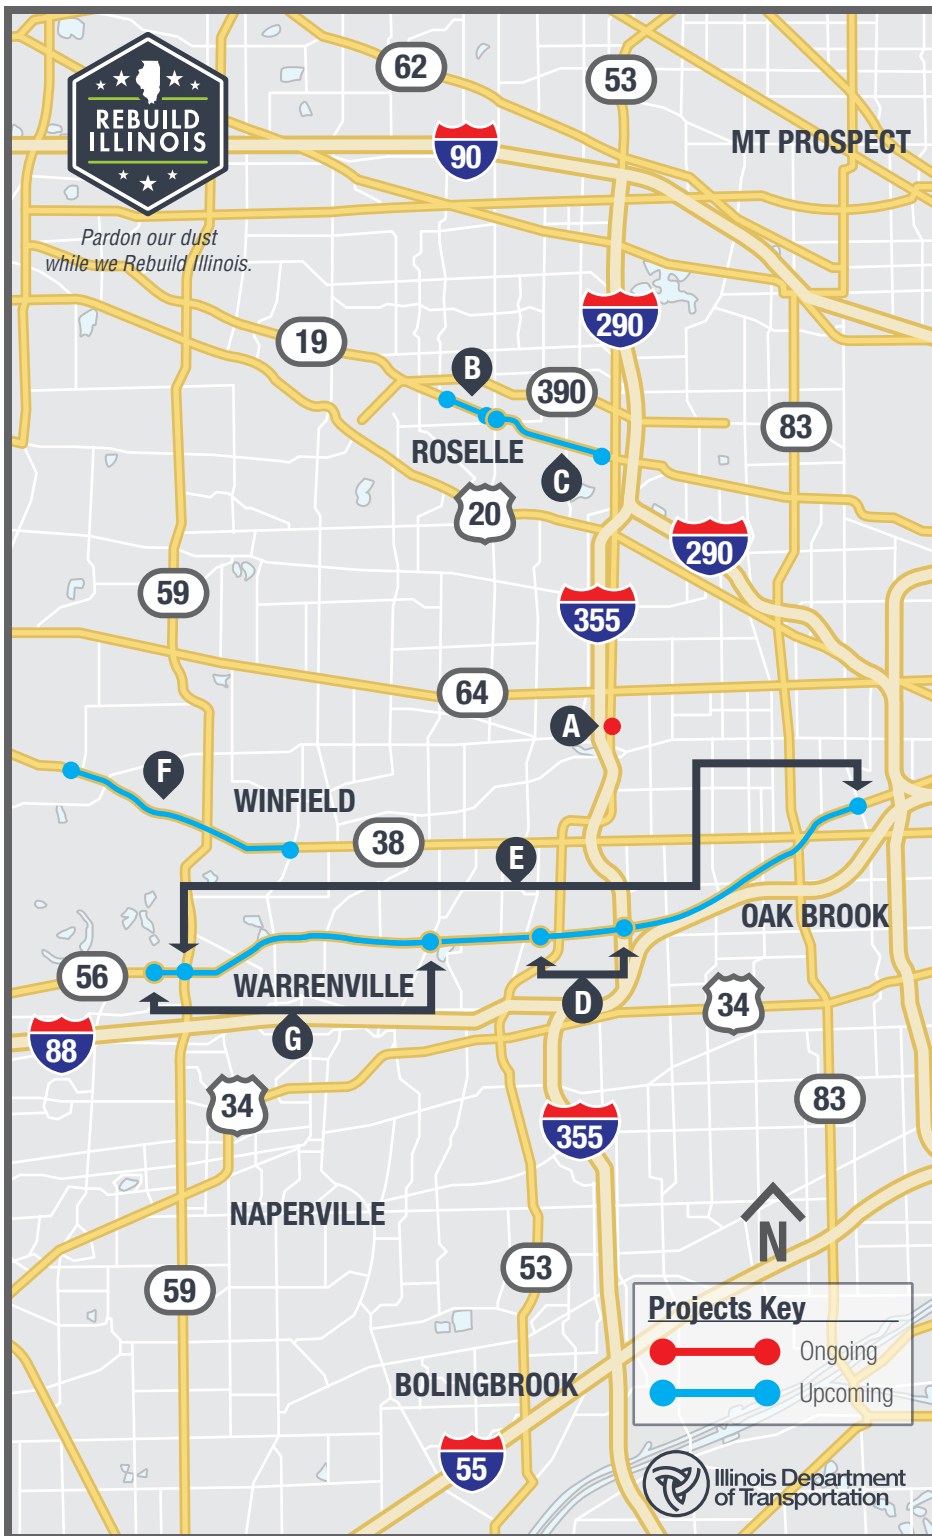 REBUILD
ILLINOIS
Pardon our dust
while we Rebuild Illinois.
62
53
90
MT PROSPECT
290
19
B
390
83
ROSELLE
C
20
290
59
355
64
A
F
WINFIELD
38
E
OAK BROOK
56
WARRENVILLE
D
34
G
88
34
83
355
NAPERVILLE
N
53
59
Projects Key
Ongoing
Upcoming
BOLINGBROOK
55
Illinois Department
of Transportation